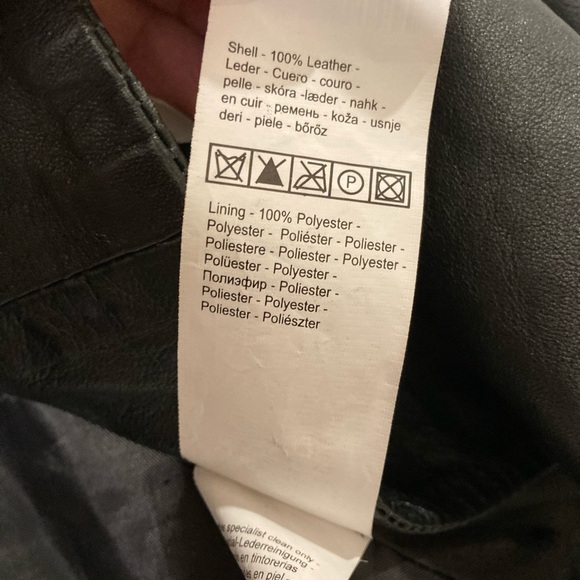 Shell - 100% Leather -
Leder - Cuero - couro -
pelle - skóra -læder - nahk -
en cuir - ремень - koža - usnje
deri - piele - bőröz
P
Lining - 100% Polyester -
Polyester - Poliéster - Poliester -
Poliestere - Poliester - Polyester -
Polüester - Polyester -
Полиэфир - Poliester -
Poliester - Polyester -
Poliester - Poliészter
specialist clean only -
-Lederreinigung -
en tintorerias
en piel -